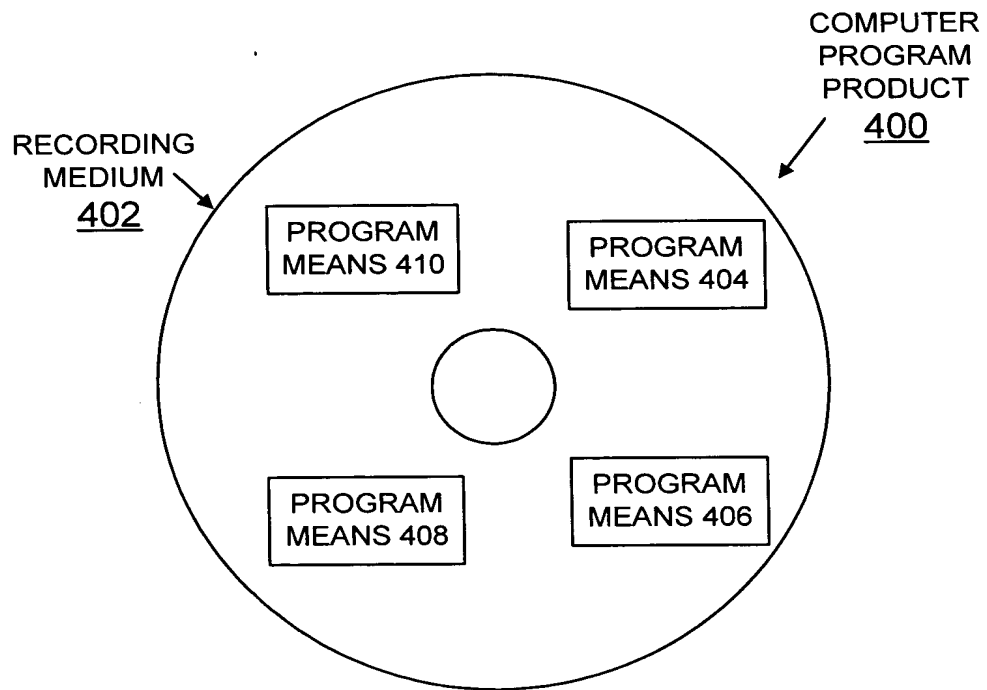 COMPUTER
PROGRAM
PRODUCT
400
RECORDING
MEDIUM
402
PROGRAM
MEANS 410
PROGRAM
MEANS 404
PROGRAM
MEANS 408
PROGRAM
MEANS 406